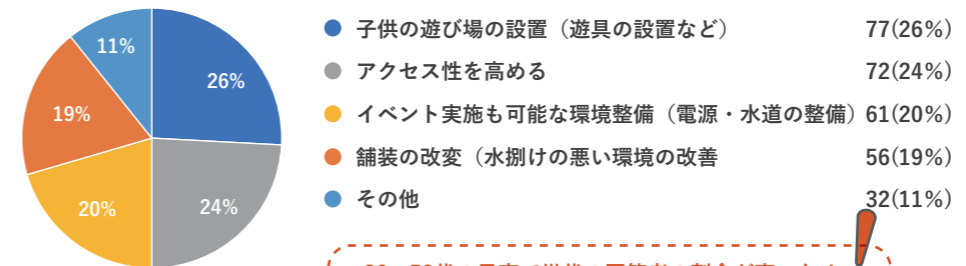 子供の遊び場の設置（遊具の設置など） 77(26%)
アクセス性を高める 72(24%)
イベント実施も可能な環境整備（電源・水道の整備） 61(20%)
舗装の改変（水捌けの悪い環境の改善 56(19%)
その他 32(11%)
11%
26%
19%
20%
24%